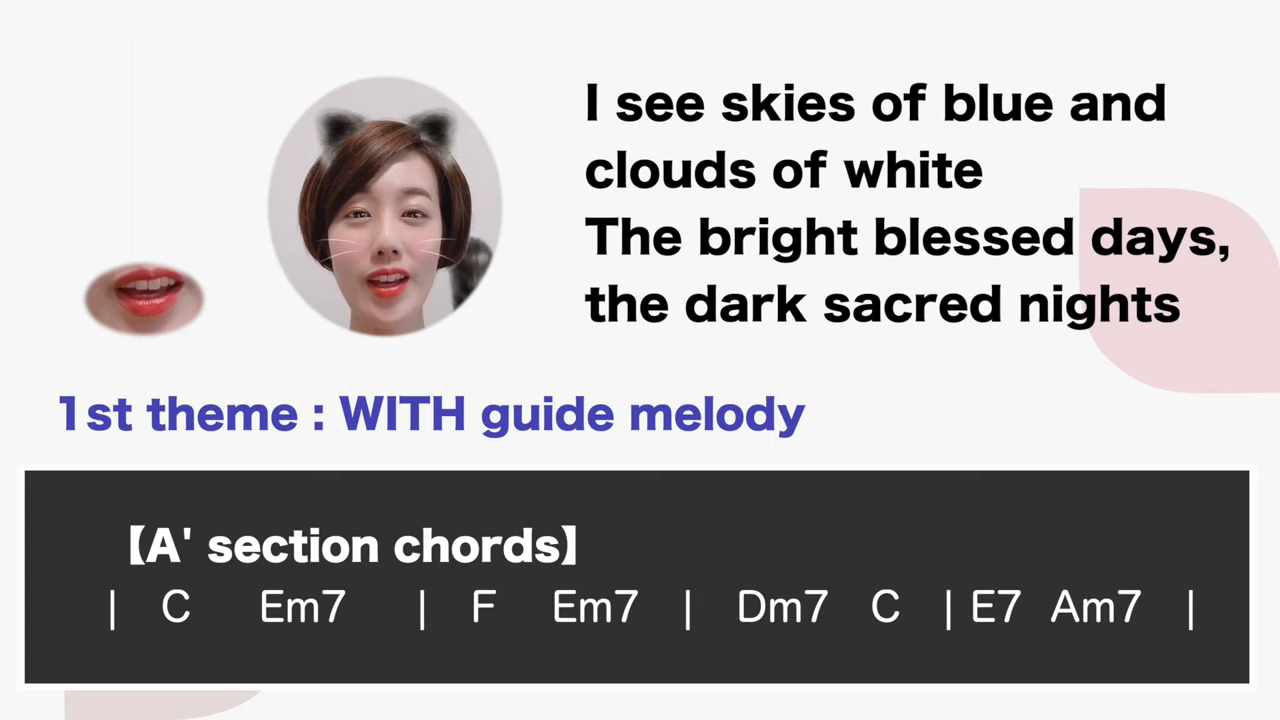 I see skies of blue and
clouds of white
The bright blessed days,
the dark sacred nights
1st theme : WITH guide melody
【A' section chords】
| C Em7 | F Em7 | Dm7 C | E7 Am7 |